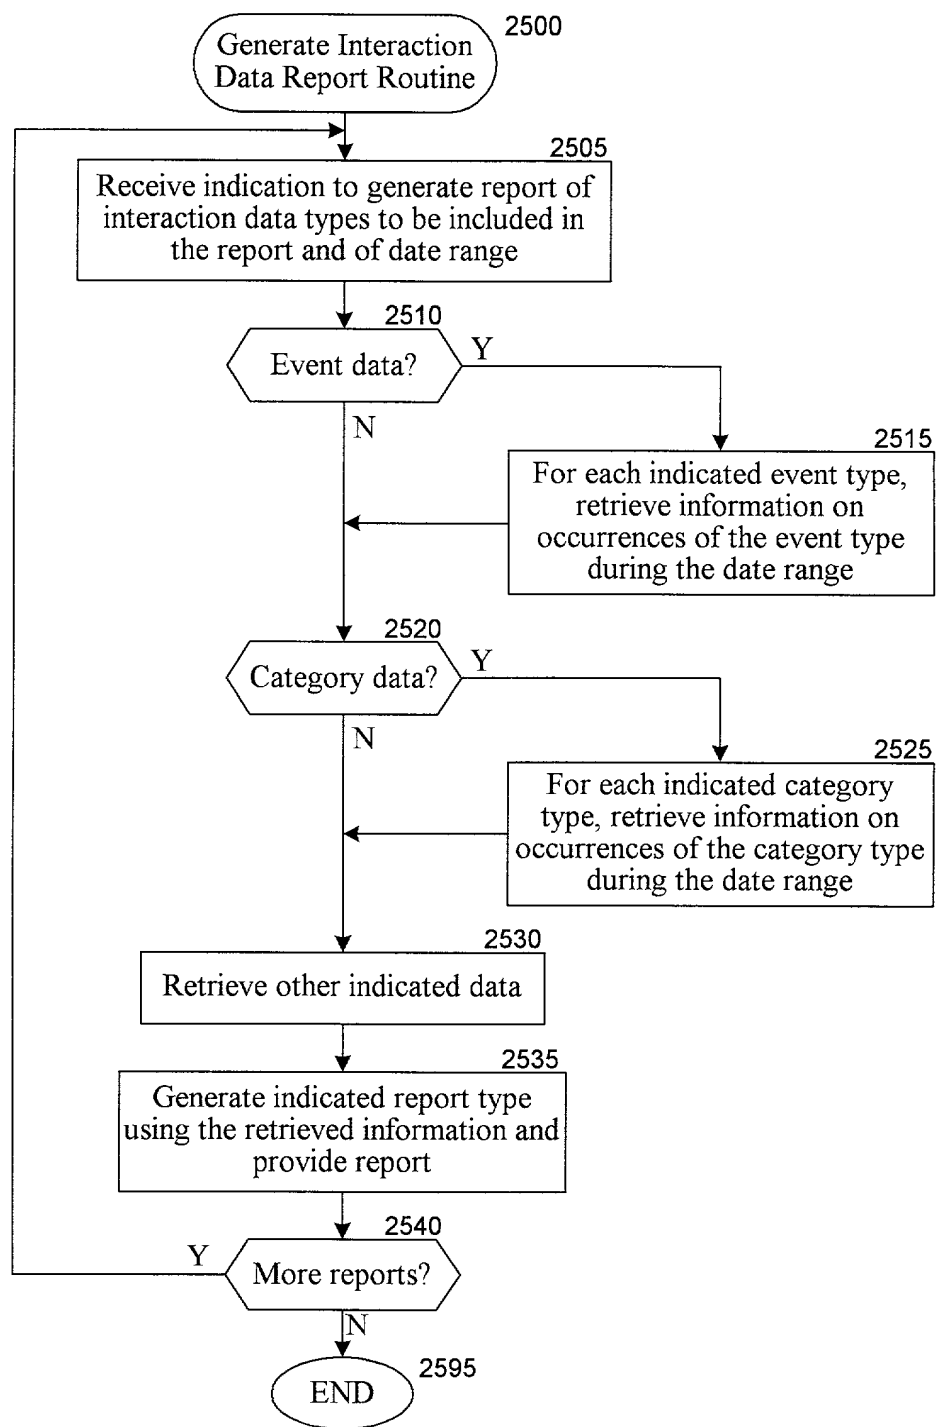 2500
Generate Interaction
Data Report Routine
2505
Receive indication to generate report of
interaction data types to be included in
the report and of date range
2510
Event data?
Y
N
2515
For each indicated event type,
retrieve information on
occurrences of the event type
during the date range
2520
Category data?
Y
N
2525
For each indicated category
type, retrieve information on
occurrences of the category type
during the date range
2530
Retrieve other indicated data
2535
Generate indicated report type
using the retrieved information and
provide report
2540
Y
More reports?
N
2595
END